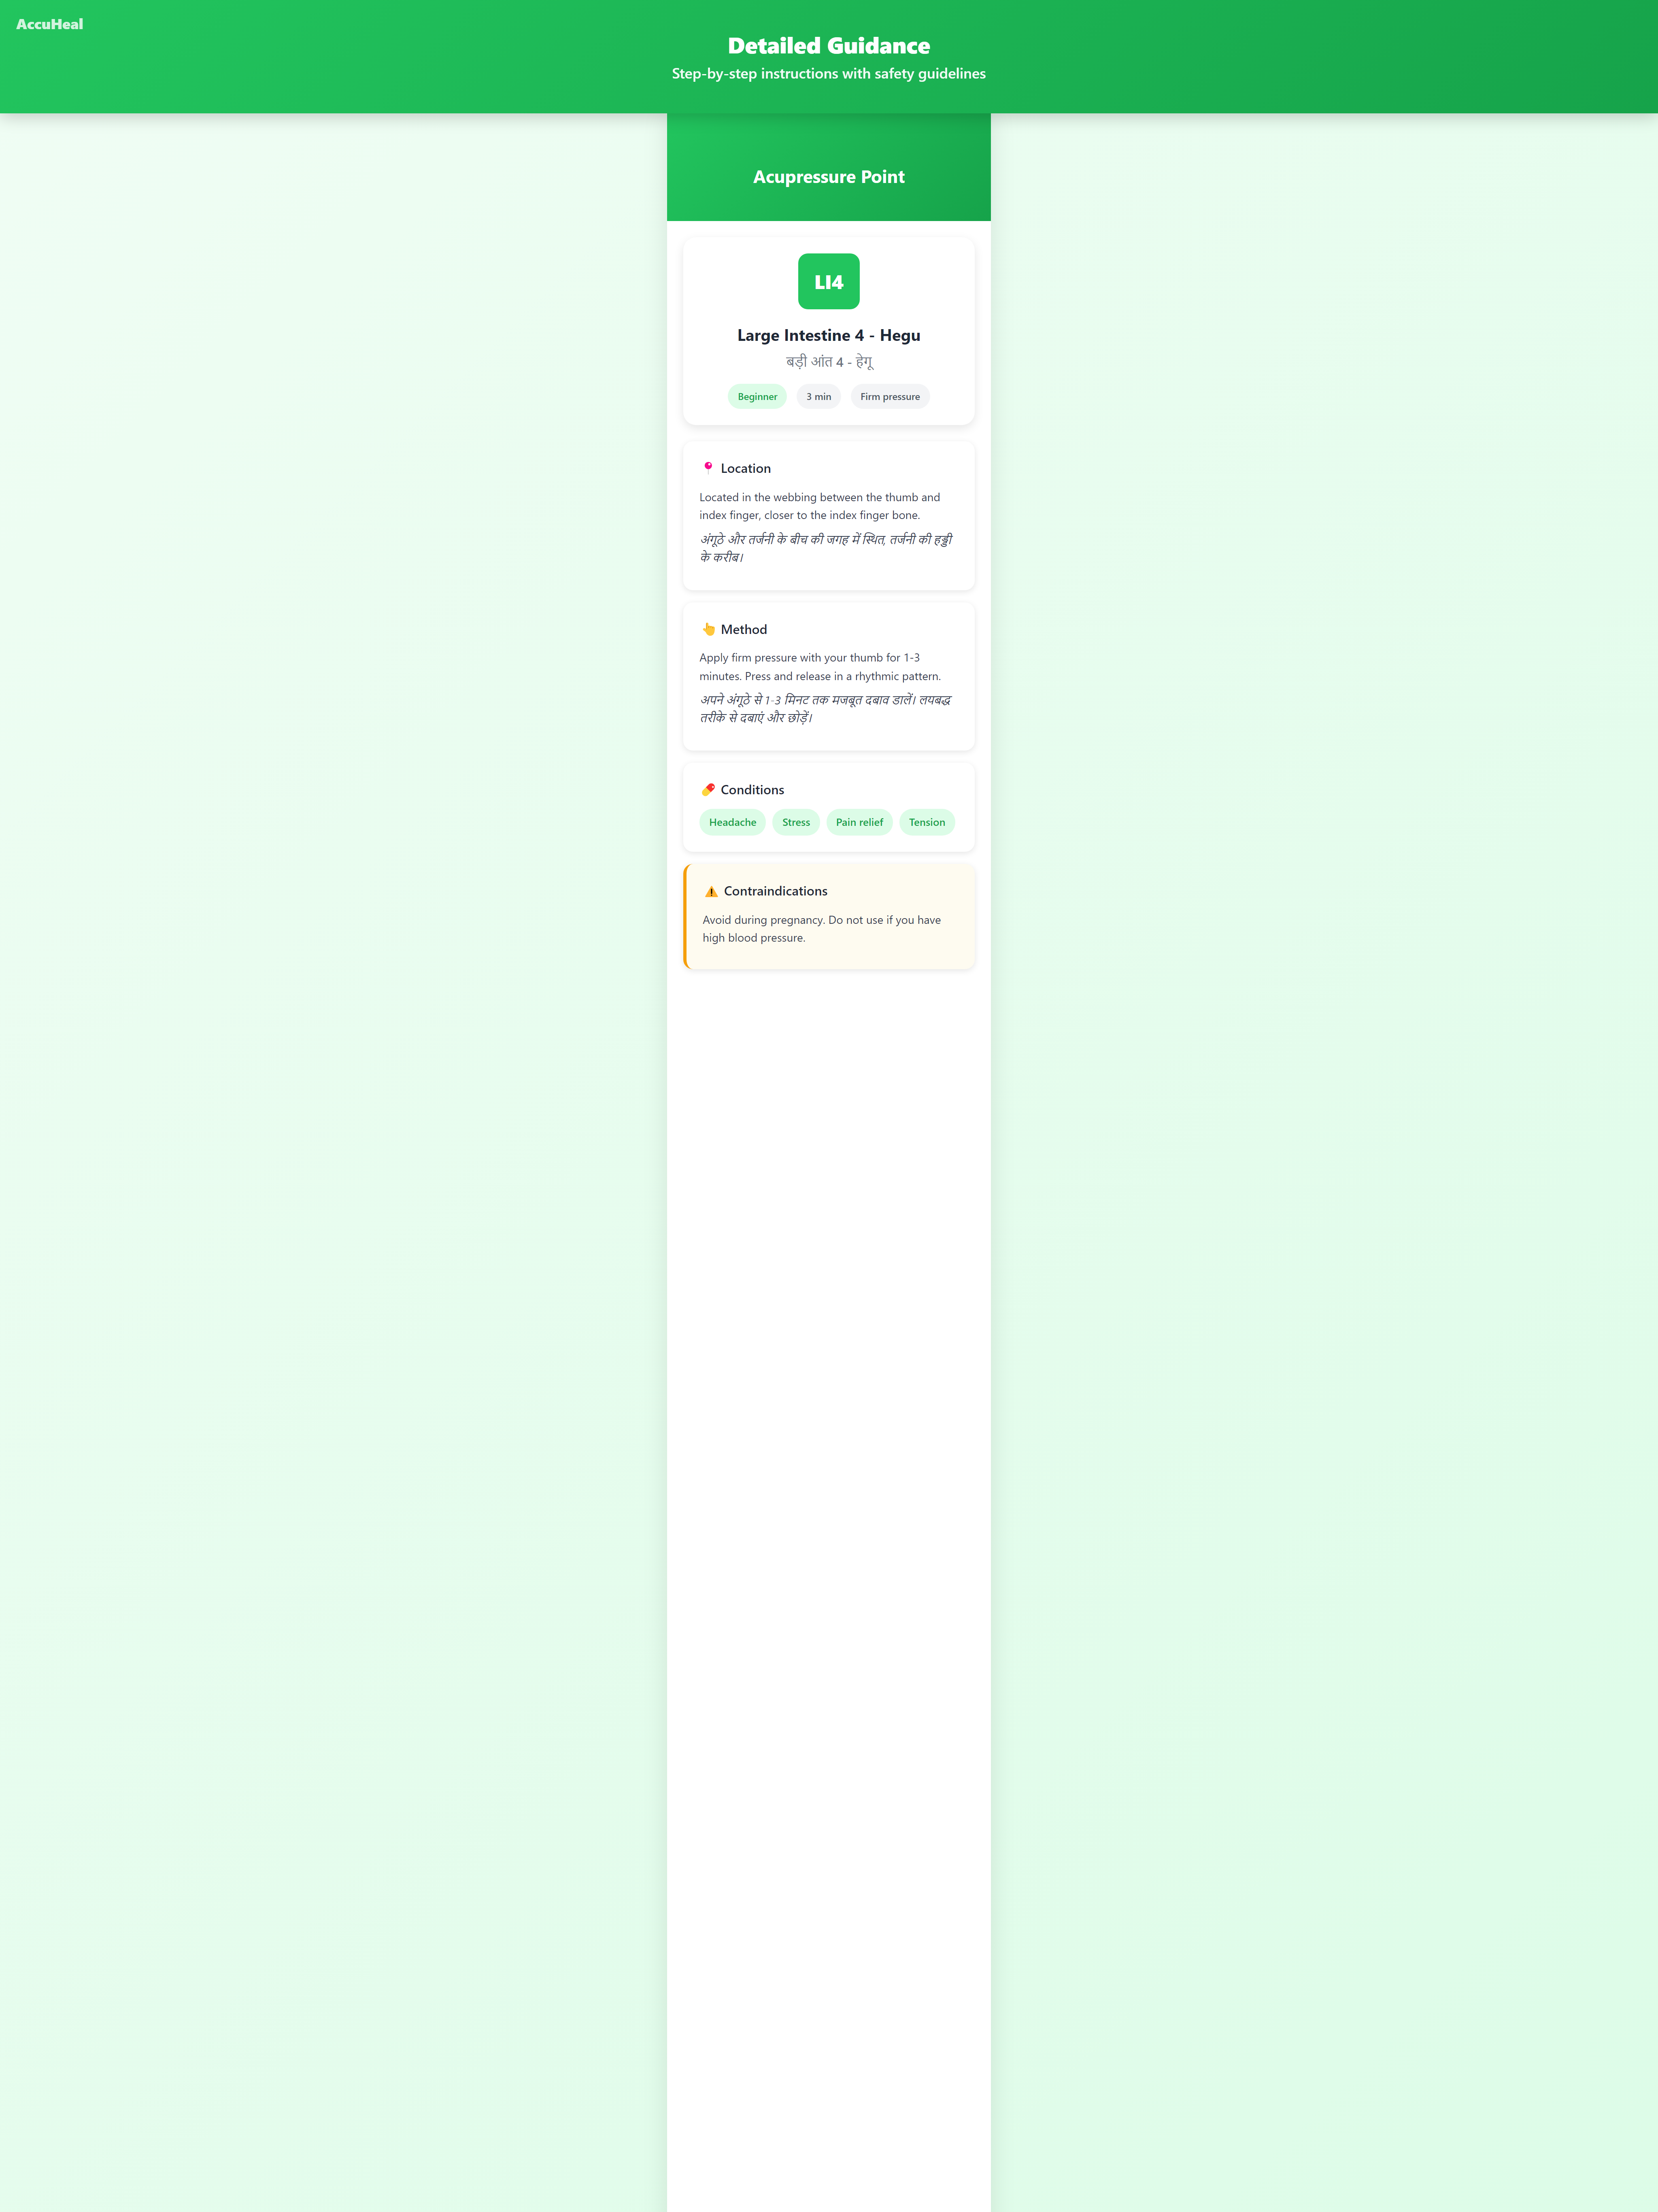 AccuHeal
Detailed Guidance
Step-by-step instructions with safety guidelines
Acupressure Point
LI4
Large Intestine 4 - Hegu
बड़ी आंत 4 - हेगू
Beginner
3 min
Firm pressure
Location
Located in the webbing between the thumb and
index finger, closer to the index finger bone.
अंगूठे और तर्जनी के बीच की जगह में स्थित, तर्जनी की हड्डी
के करीब।
Method
Apply firm pressure with your thumb for 1-3
minutes. Press and release in a rhythmic pattern.
अपने अंगूठे से 1-3 मिनट तक मजबूत दबाव डालें। लयबद्ध
तरीके से दबाएं और छोड़ें।
Conditions
Headache
Stress
Pain relief
Tension
Contraindications
Avoid during pregnancy. Do not use if you have
high blood pressure.